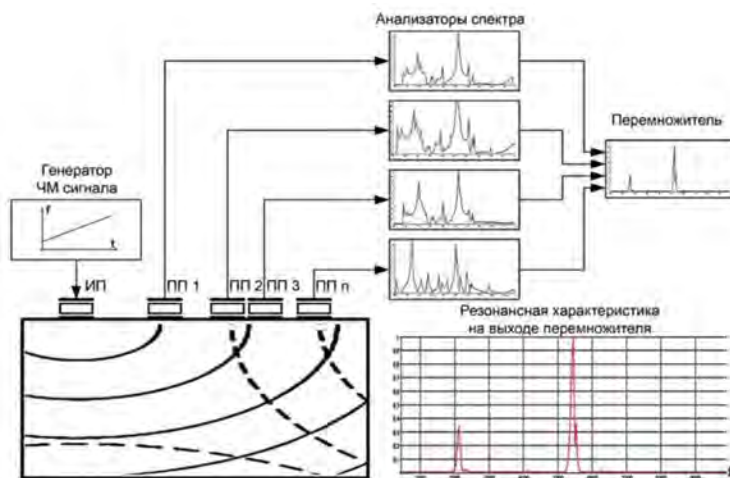 Анализаторы спектра
Перемножитель
Генератор
ЧМ сигнала
f
t
ИП
ПП 1
ПП 2
ПП 3
ПП n
Резонансная характеристика
на выходе перемножителя